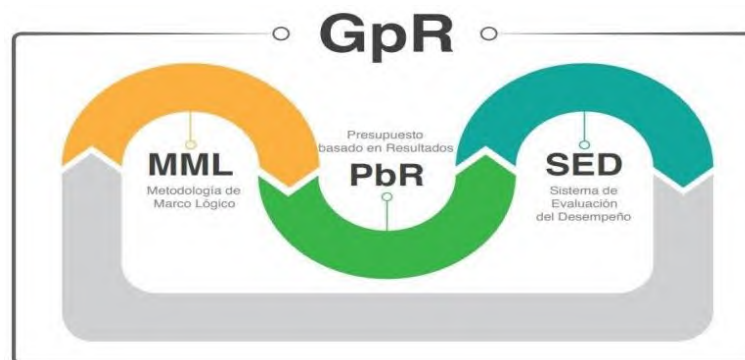 GpR
MML
Metodología de
Marco Lógico
Presupuesto
basado en Resultados
PbR
SED
Sistema de
Evaluación
del Desempeño